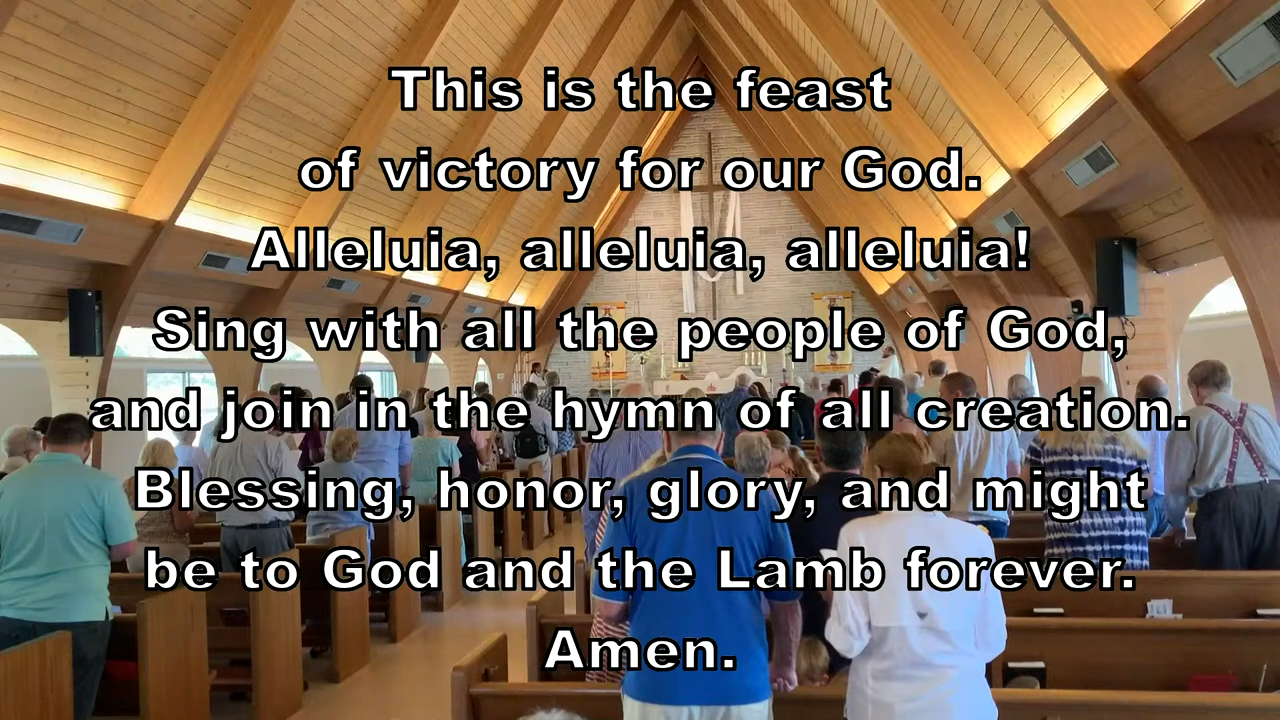 This is the feast
of victory for our God.
Alleluia, alleluia, alleluia!
Sing with all the people of God,
and join in the hymn of all creation.
Blessing, honor, glory, and might
be to God and the Lamb forever.
Amen.